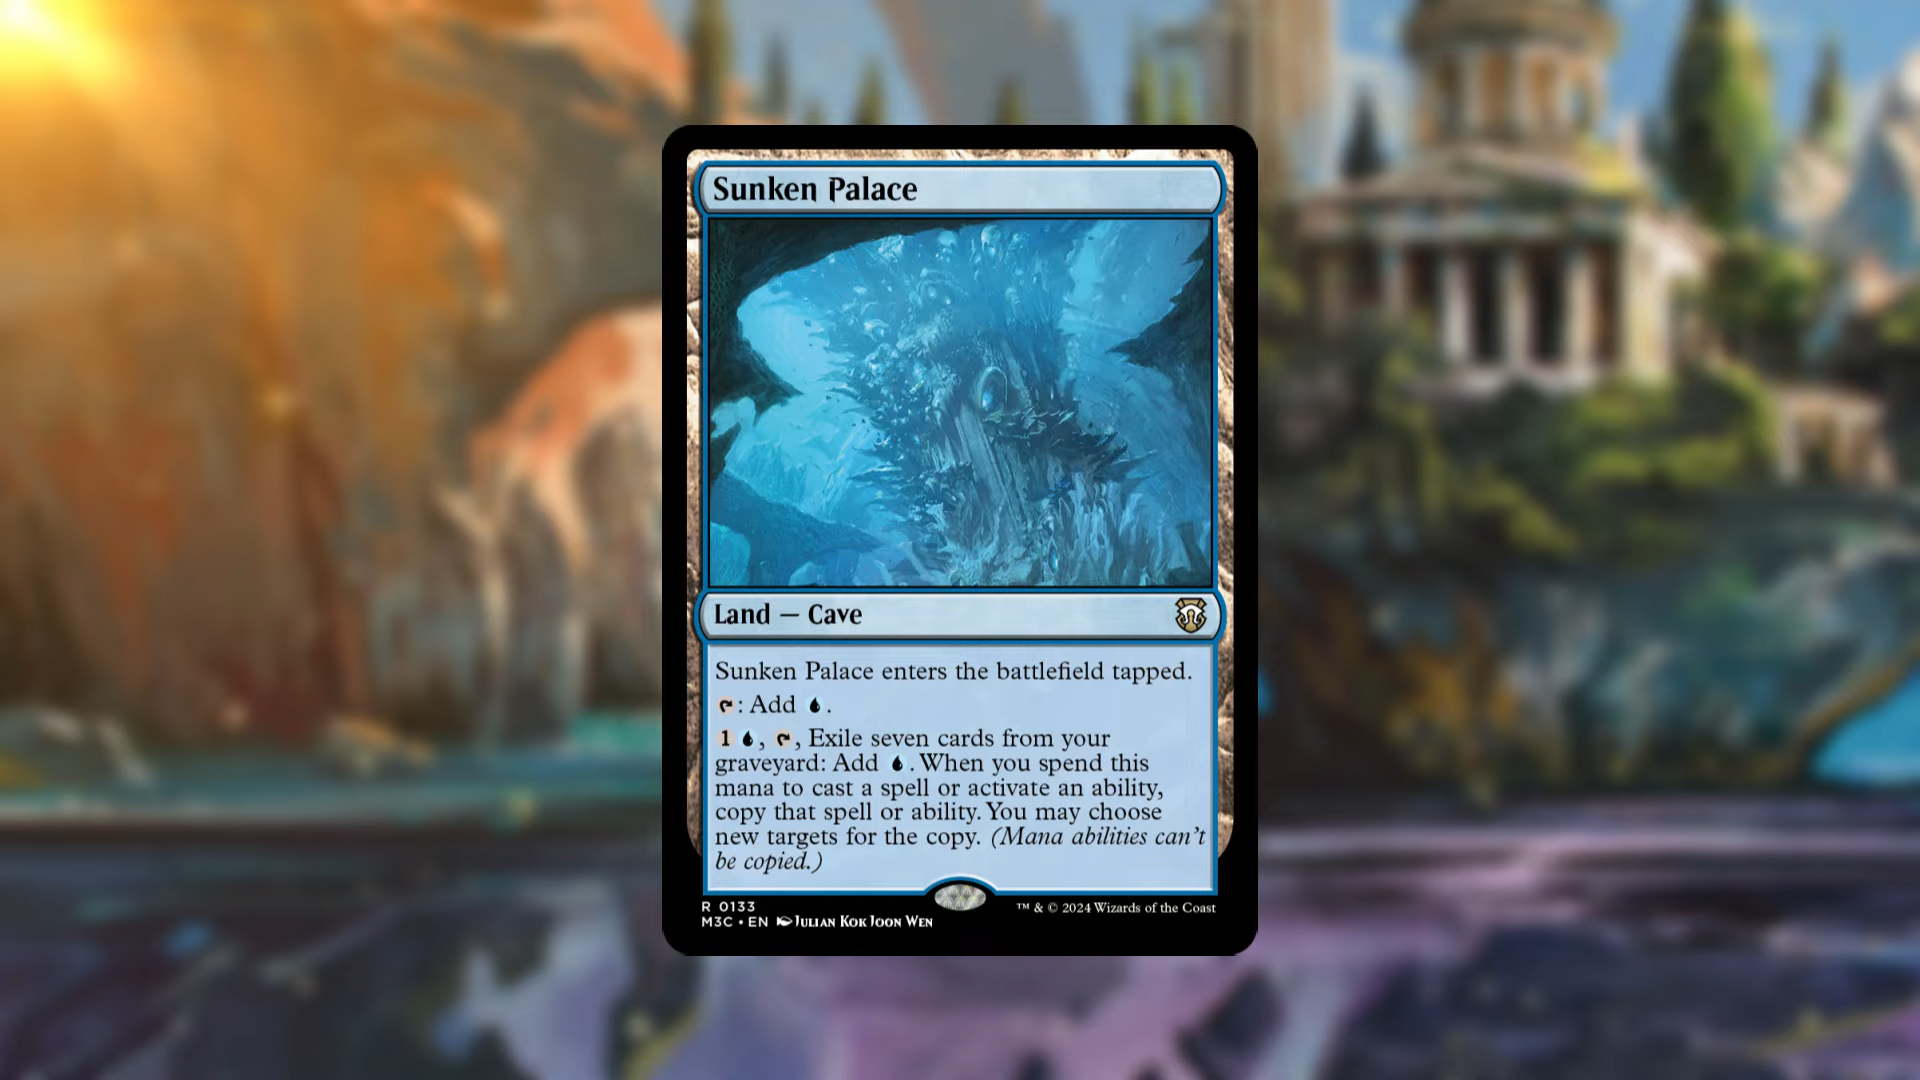 Sunken Palace
Land — Cave
Sunken Palace enters the battlefield tapped.
: Add .
1 , , Exile seven cards from your
graveyard: Add . When you spend this
mana to cast a spell or activate an ability,
copy that spell or ability. You may choose
new targets for the copy. (Mana abilities can't
be copied.)
R 0133
M3C • EN Julian Kok Joon Wen
™ & © 2024 Wizards of the Coast